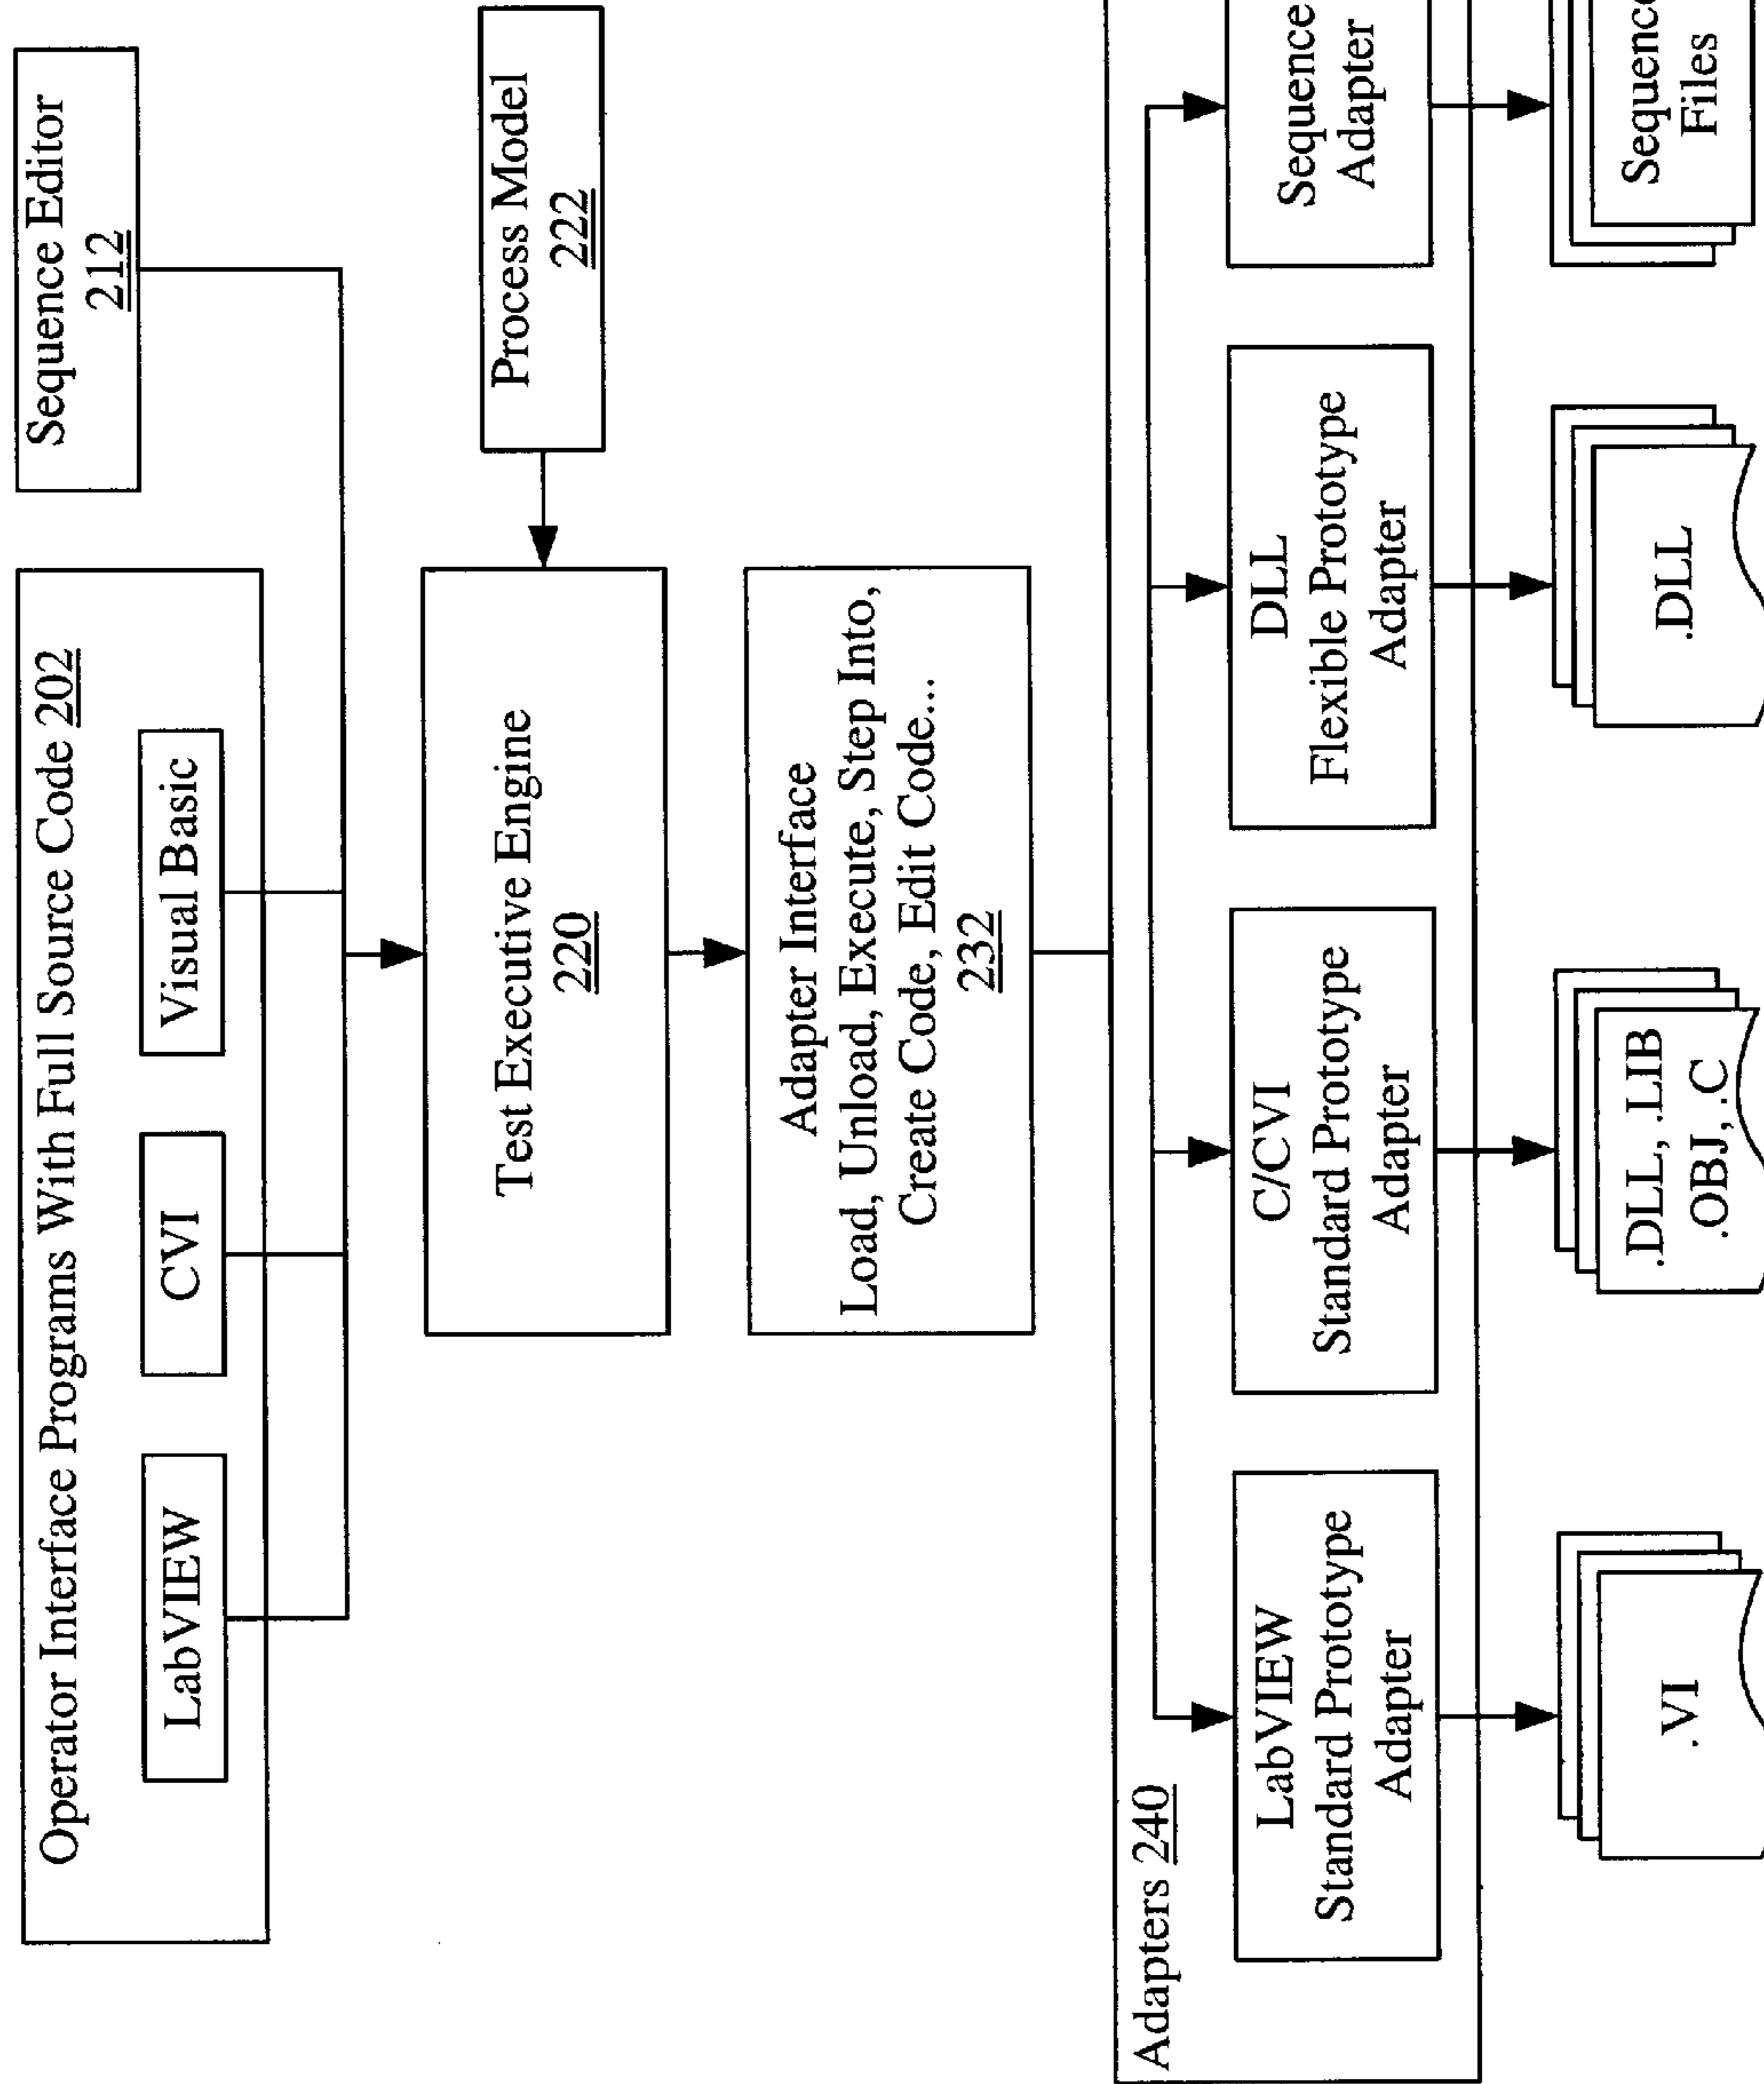 Operator Interface Programs With Full Source Code 202
LabVIEW
CVI
Visual Basic
Sequence Editor
212
Test Executive Engine
220
Process Model
222
Adapter Interface
Load, Unload, Execute, Step Into,
Create Code, Edit Code...
232
Adapters 240
LabVIEW
Standard Prototype
Adapter
C/CVI
Standard Prototype
Adapter
DLL
Flexible Prototype
Adapter
Sequence
Adapter
.VI
.DLL, .LIB
.OBJ, .C
.DLL
Sequence
Files